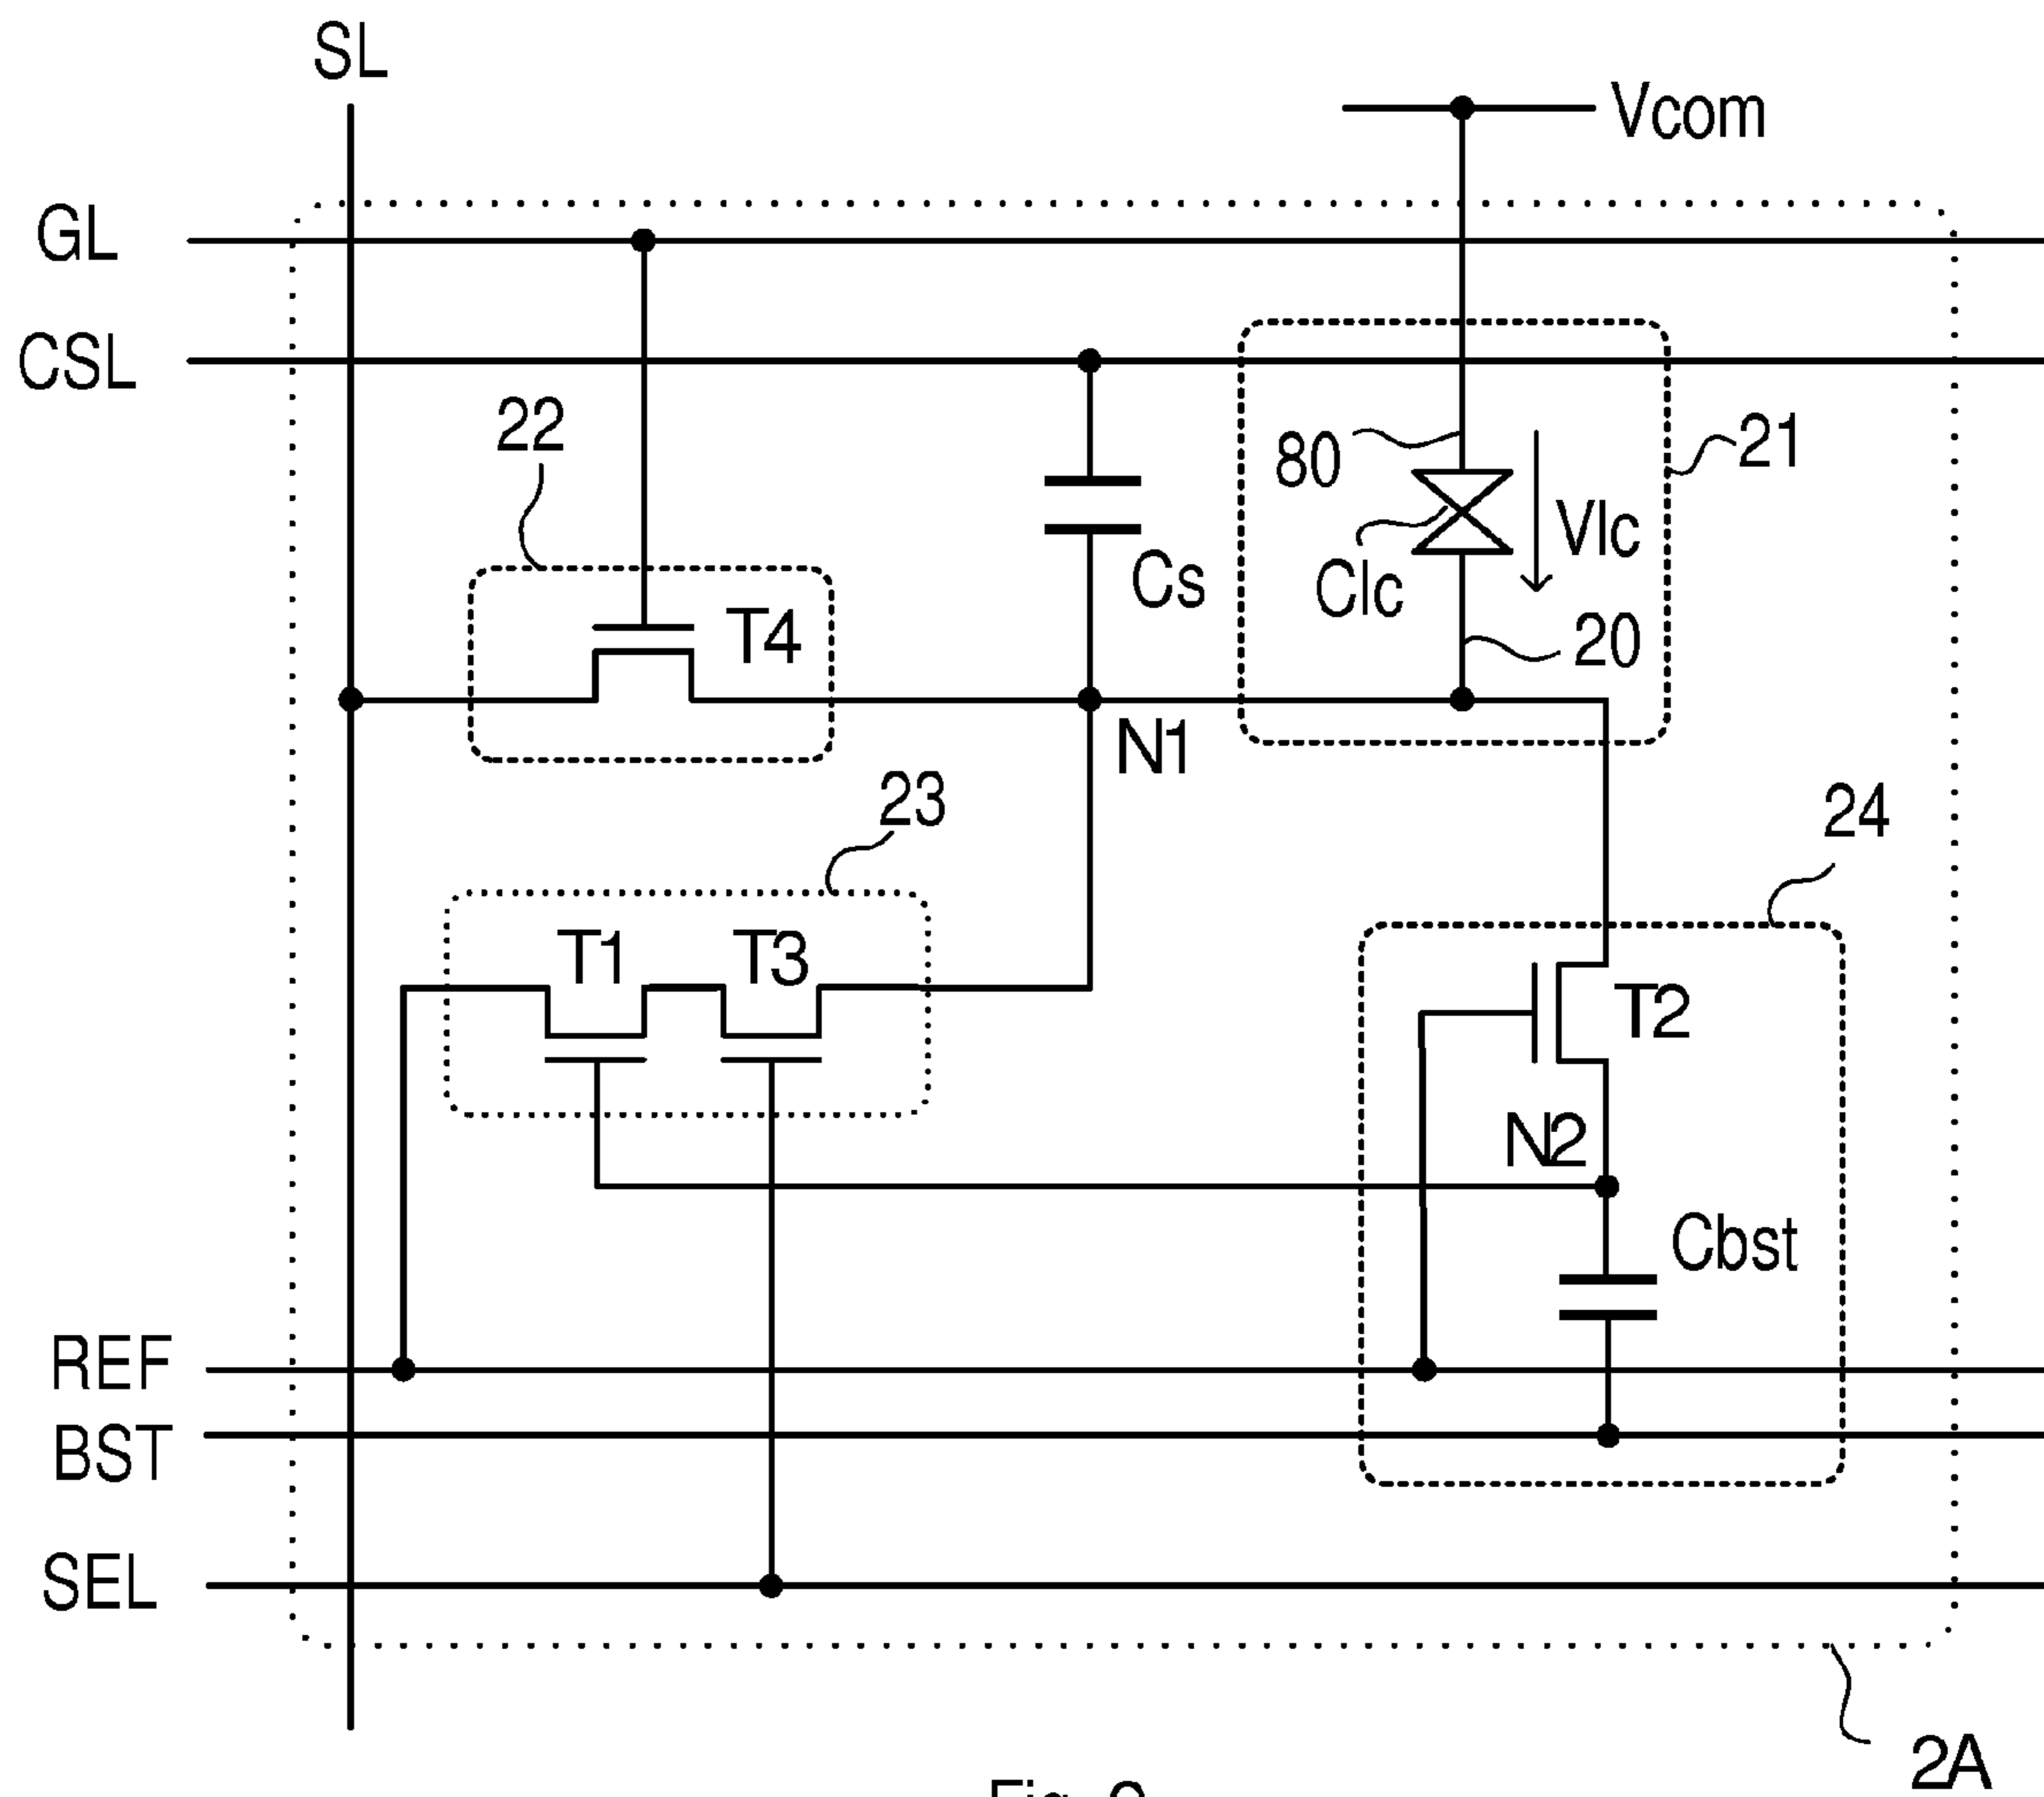 SL
Vcom
GL
CSL
22
80
21
Vlc
Clc
Cs
20
T4
N1
23
24
T1
T3
T2
N2
Cbst
REF
BST
SEL
2A